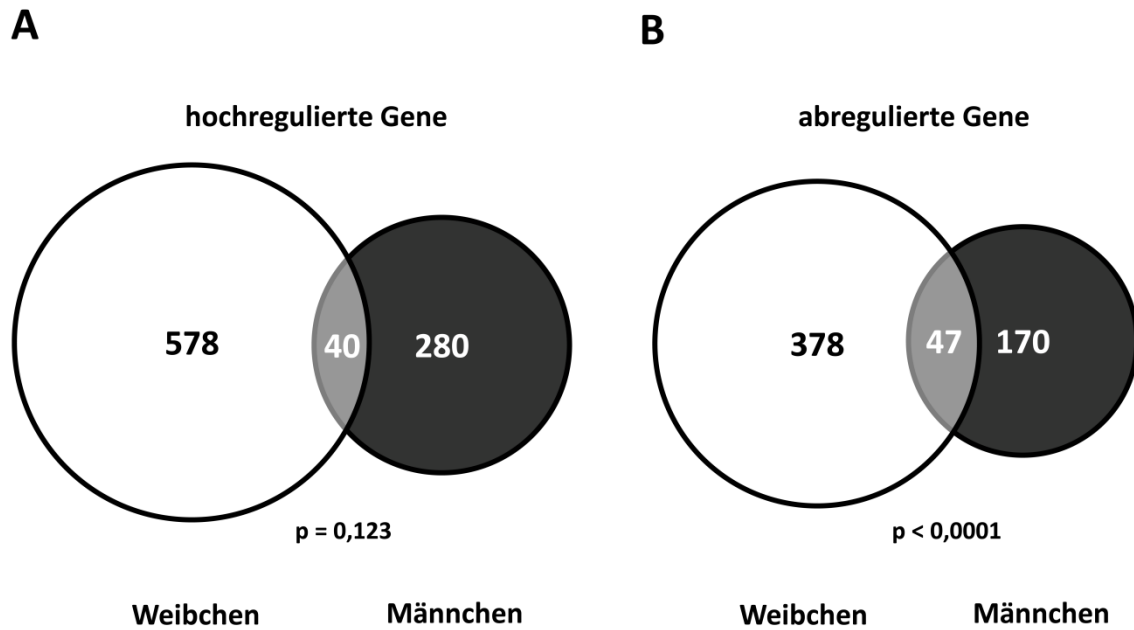 A
hochregulierte Gene
578
40
280
p = 0,123
Weibchen
Männchen
B
abregulierte Gene
378
47
170
p < 0,0001
Weibchen
Männchen